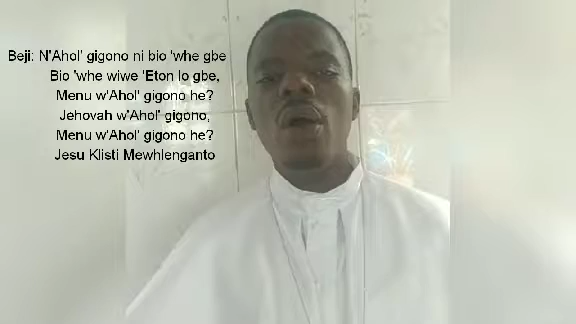 Beji: N'Ahol' gigono ni bio 'whe gbe
Bio 'whe wiwe 'Eton lo gbe,
Menu w'Ahol' gigono he?
Jehovah w'Ahol' gigono,
Menu w'Ahol' gigono he?
Jesu Klisti Mewhlenganto